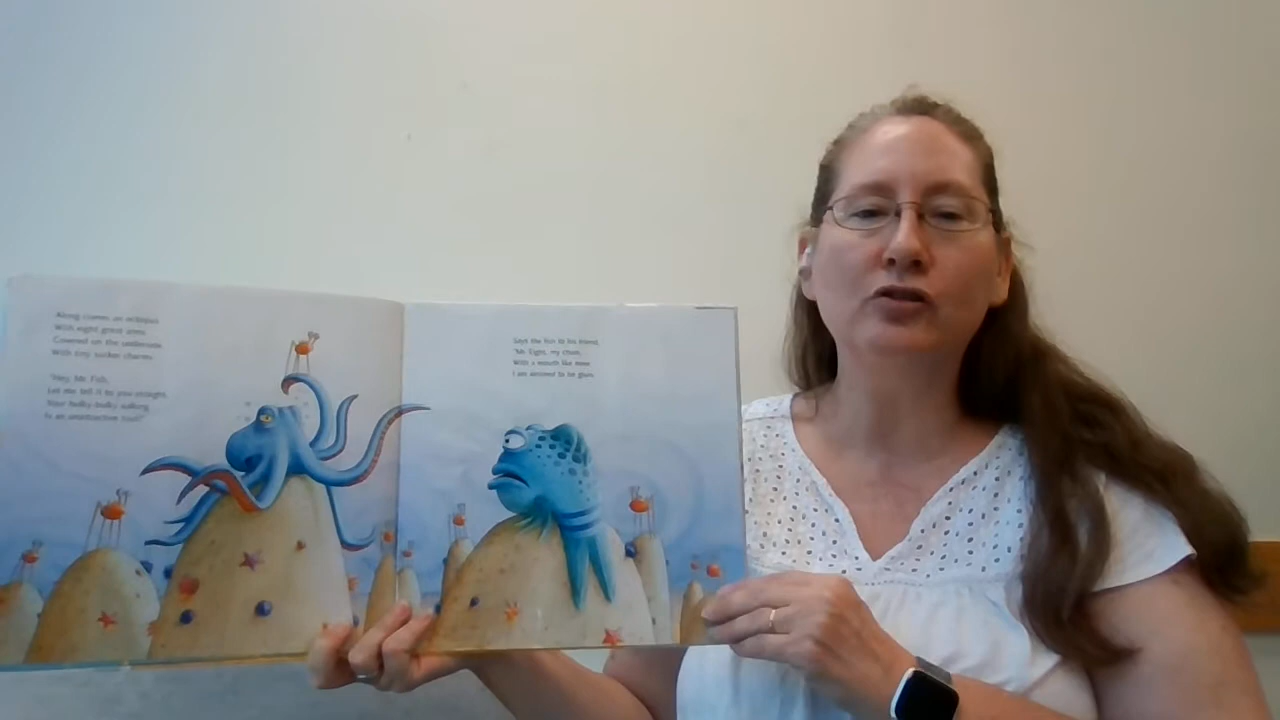 Along comes an octopus
With eight great arms
Covered on the underside
With tiny sucker charms.
"Hey, Mr. Fish,
Let me tell it to you straight.
Your hulky-bulky sulking
Is an unattractive trait!"
Says the fish to his friend,
"Mr. Eight, my chum,
With a mouth like mine
I am destined to be glum.